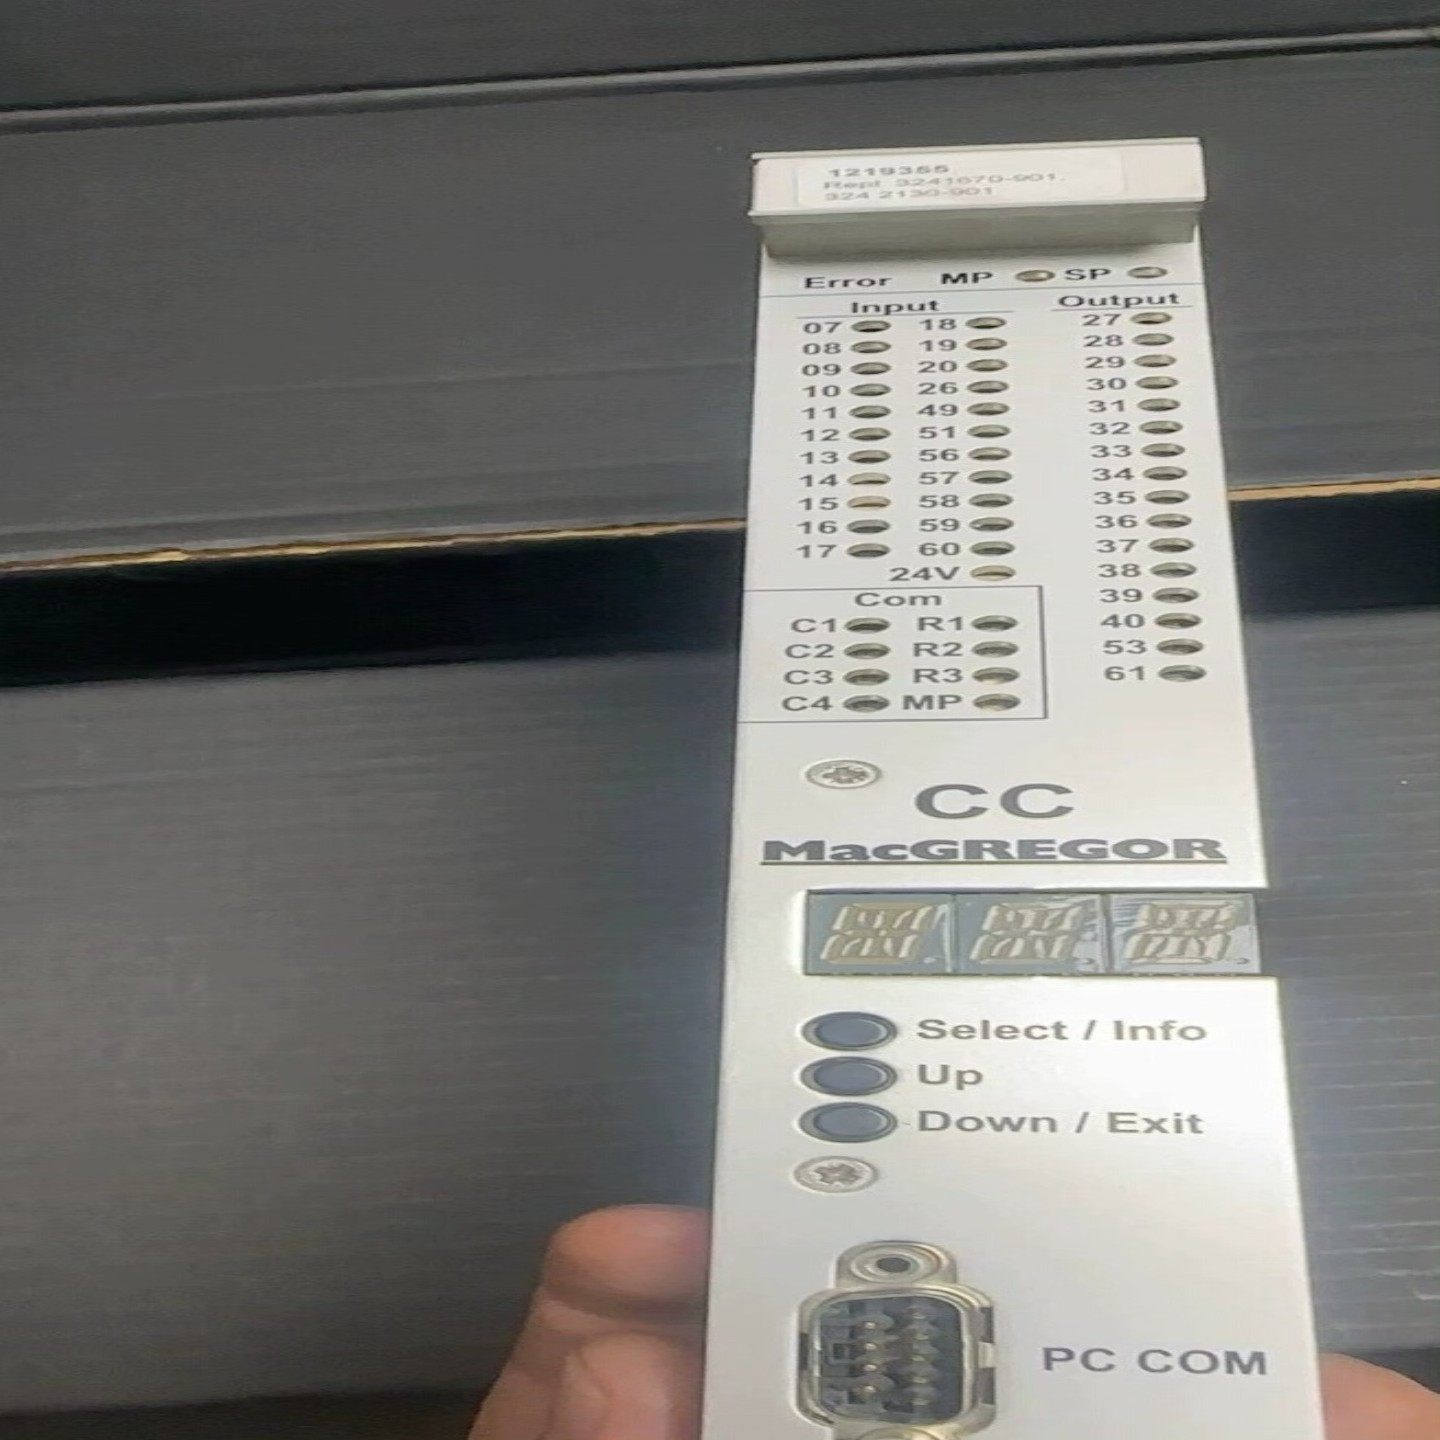 1219355
Repl. 3241670-901.
324 2130-901
Error MP SP
Input Output
07 18 27
08 19 28
09 20 29
10 26 30
11 49 31
12 51 32
13 56 33
14 57 34
15 58 35
16 59 36
17 60 37
24V 38
Com 39
C1 R1 40
C2 R2 53
C3 R3 61
C4 MP
CC
MacGREGOR
Select / Info
Up
Down / Exit
PC COM